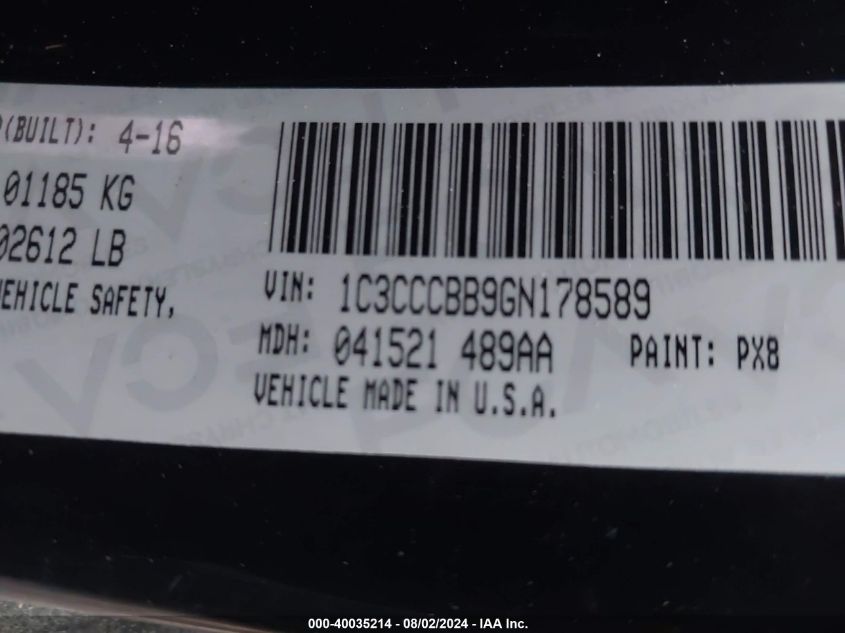 (BUILT): 4-16
01185 KG
02612 LB
VEHICLE SAFETY,
VIN: 1C3CCCBB9GN178589
MDH: 041521 489AA PAINT: PX8
VEHICLE MADE IN U.S.A.
000-40035214 - 08/02/2024 - IAA Inc.